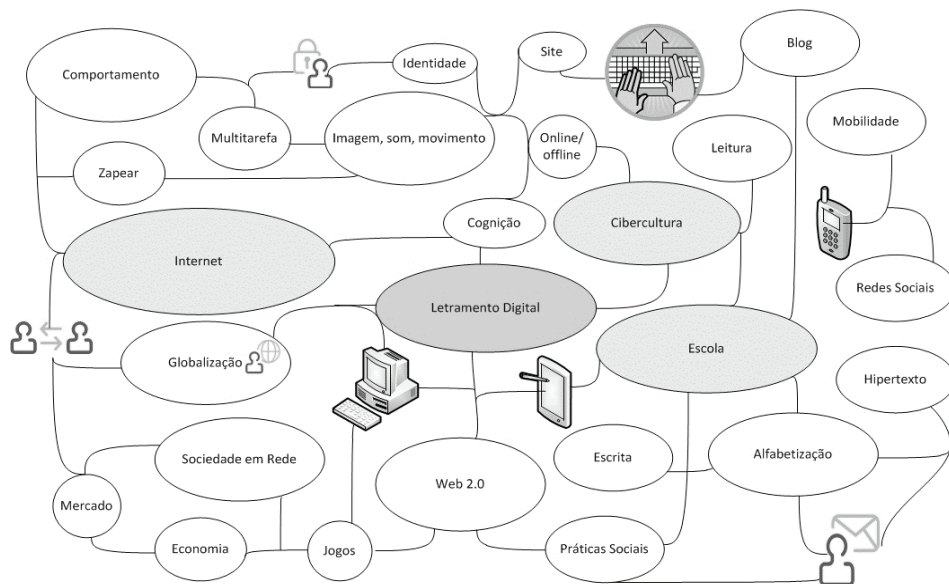 Comportamento
Identidade
Site
Blog
Multitarefa
Imagem, som, movimento
Online/
offline
Leitura
Mobilidade
Zapear
Cognição
Cibercultura
Internet
Letramento Digital
Redes Sociais
Globalização
Escola
Hipertexto
Sociedade em Rede
Escrita
Alfabetização
Web 2.0
Mercado
Economia
Jogos
Práticas Sociais